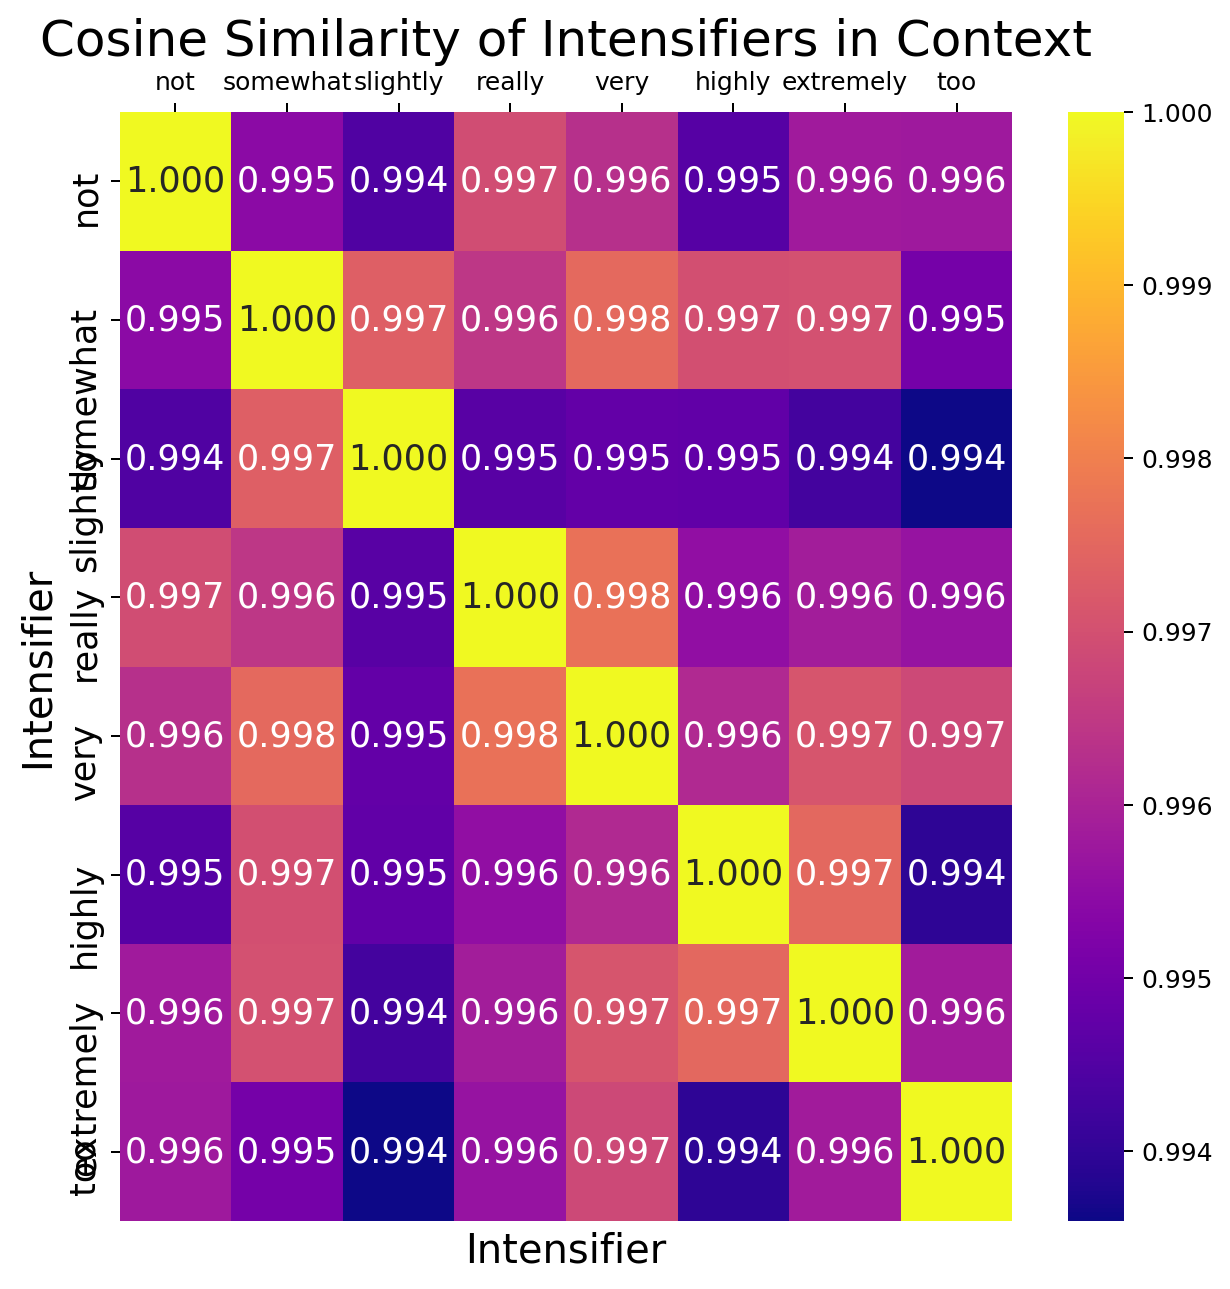 Cosine Similarity of Intensifiers in Context
not somewhat slightly really very highly extremely too
not 1.000 0.995 0.994 0.997 0.996 0.995 0.996 0.996
somewhat 0.995 1.000 0.997 0.996 0.998 0.997 0.997 0.995
slightly 0.994 0.997 1.000 0.995 0.995 0.995 0.994 0.994
really 0.997 0.996 0.995 1.000 0.998 0.996 0.996 0.996
very 0.996 0.998 0.995 0.998 1.000 0.996 0.997 0.997
highly 0.995 0.997 0.995 0.996 0.996 1.000 0.997 0.994
extremely 0.996 0.997 0.994 0.996 0.997 0.997 1.000 0.996
too 0.996 0.995 0.994 0.996 0.997 0.994 0.996 1.000
Intensifier
Intensifier
1.000
0.999
0.998
0.997
0.996
0.995
0.994